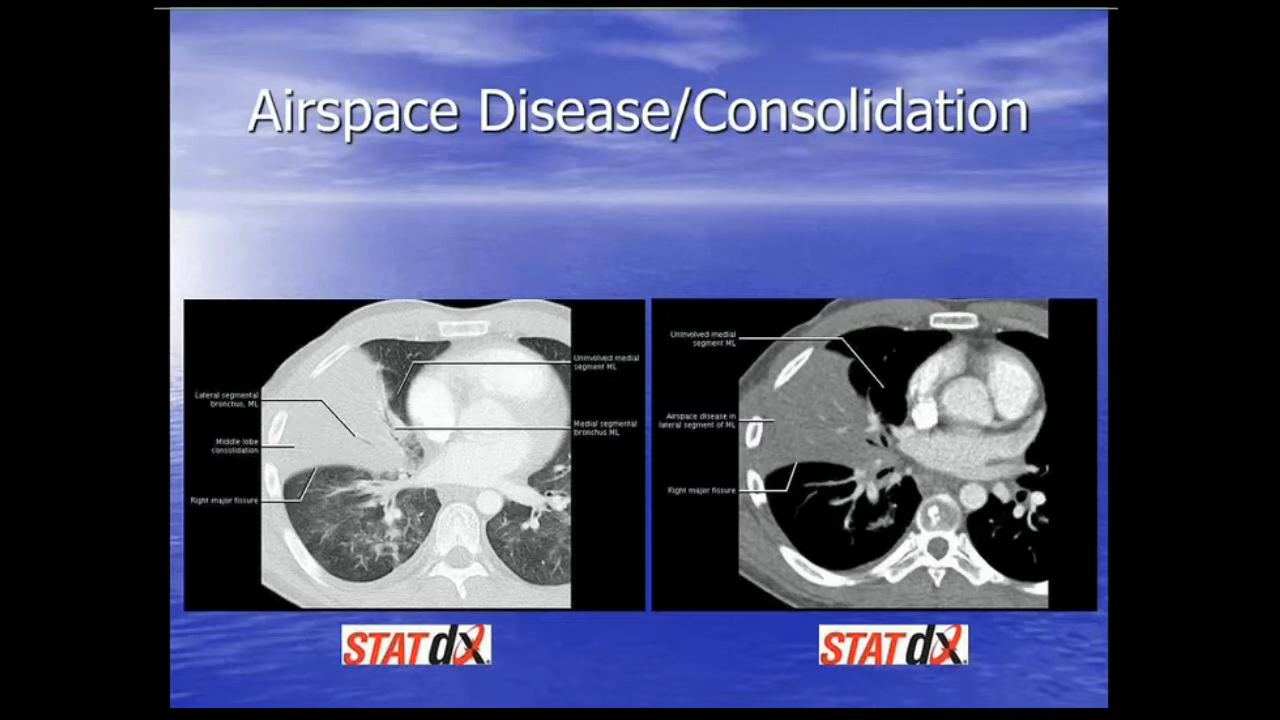 Airspace Disease/Consolidation
Uninvolved medial
segment ML
Lateral segmental
bronchus, ML
Medial segmental
bronchus ML
Middle lobe
consolidation
Right major fissure
Uninvolved medial
segment ML
Airspace disease in
lateral segment of ML
Right major fissure
STATdx
STATdx